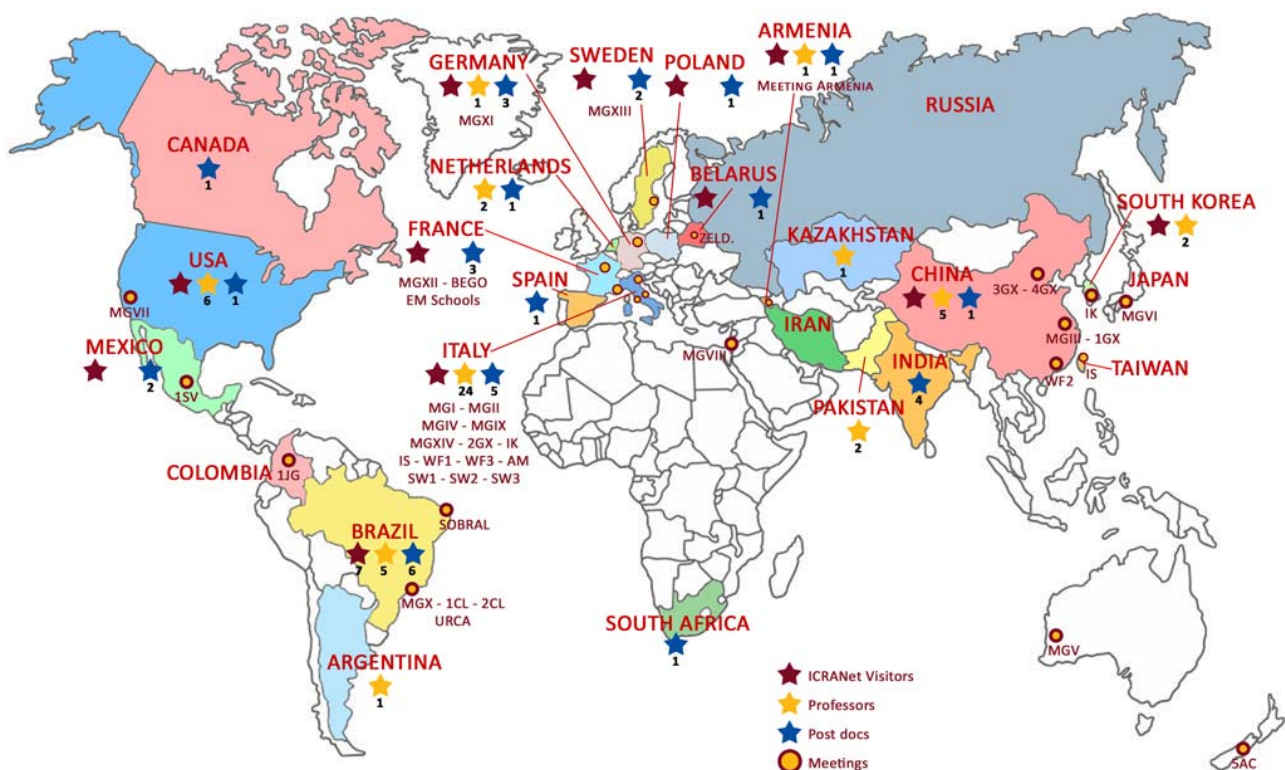 ARMENIA
1 1
MEETING ARMENIA
SWEDEN
2
MGXIII
POLAND
1
GERMANY
1 3
MGXI
RUSSIA
CANADA
1
NETHERLANDS
2 1
BELARUS
1
ZELD.
SOUTH KOREA
2
FRANCE
3
MGXII - BEGO
EM Schools
KAZAKHSTAN
1
USA
6 1
MGVII
SPAIN
1
CHINA
5 1
3GX - 4GX
JAPAN
IK
MGVI
MGIII - 1GX
MEXICO
2
1SV
ITALY
24 5
MGI - MGII
MGIV - MGIX
MGXIV - 2GX - IK
IS - WF1 - WF3 - AM
SW1 - SW2 - SW3
MGVIII
IRAN
INDIA
4
WF2
IS
TAIWAN
PAKISTAN
2
COLOMBIA
1JG
SOBRAL
BRAZIL
7 5 6
MGX - 1CL - 2CL
URCA
SOUTH AFRICA
1
ARGENTINA
1
MGV
5AC
ICRANet Visitors
Professors
Post docs
Meetings